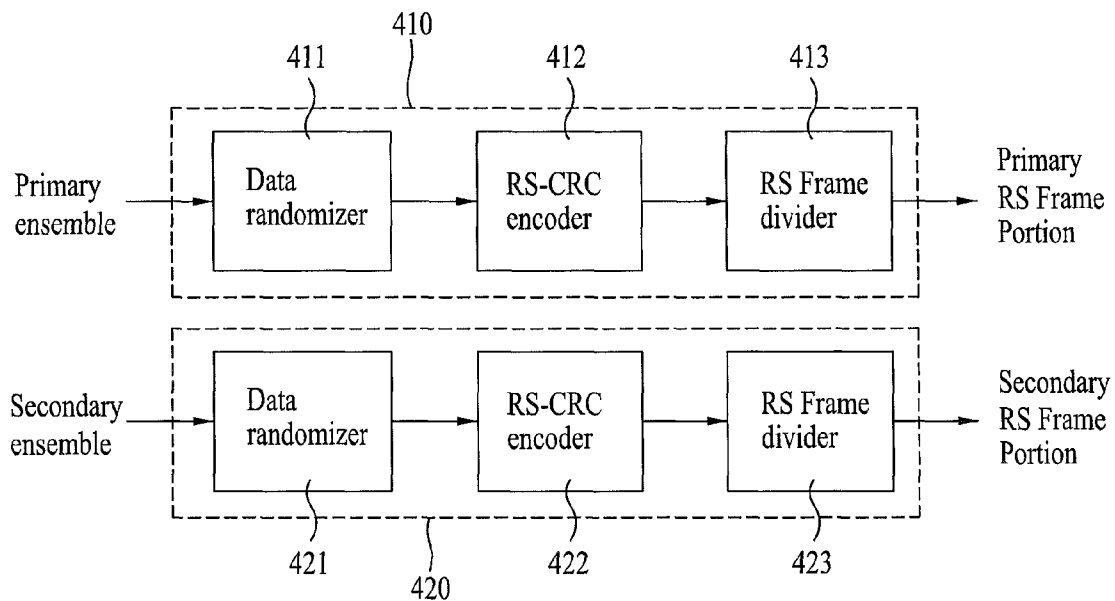 410
411
412
413
Primary
ensemble
Data
randomizer
RS-CRC
encoder
RS Frame
divider
Primary
RS Frame
Portion
Secondary
ensemble
Data
randomizer
RS-CRC
encoder
RS Frame
divider
Secondary
RS Frame
Portion
421
422
423
420